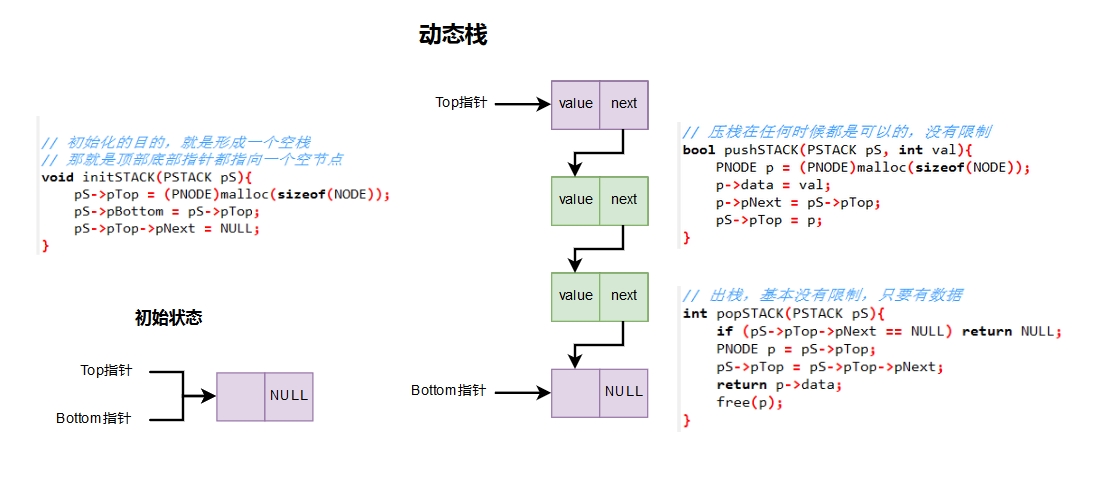 动态栈
// 初始化的目的，就是形成一个空栈
// 那就是顶部底部指针都指向一个空节点
void initSTACK(PSTACK pS){
    pS->pTop = (PNODE)malloc(sizeof(NODE));
    pS->pBottom = pS->pTop;
    pS->pTop->pNext = NULL;
}
初始状态
Top指针
Bottom指针
NULL
Top指针
value next
value next
value next
Bottom指针
NULL
// 压栈在任何时候都是可以的，没有限制
bool pushSTACK(PSTACK pS, int val){
    PNODE p = (PNODE)malloc(sizeof(NODE));
    p->data = val;
    p->pNext = pS->pTop;
    pS->pTop = p;
}
// 出栈，基本没有限制，只要有数据
int popSTACK(PSTACK pS){
    if (pS->pTop->pNext == NULL) return NULL;
    PNODE p = pS->pTop;
    pS->pTop = pS->pTop->pNext;
    return p->data;
    free(p);
}